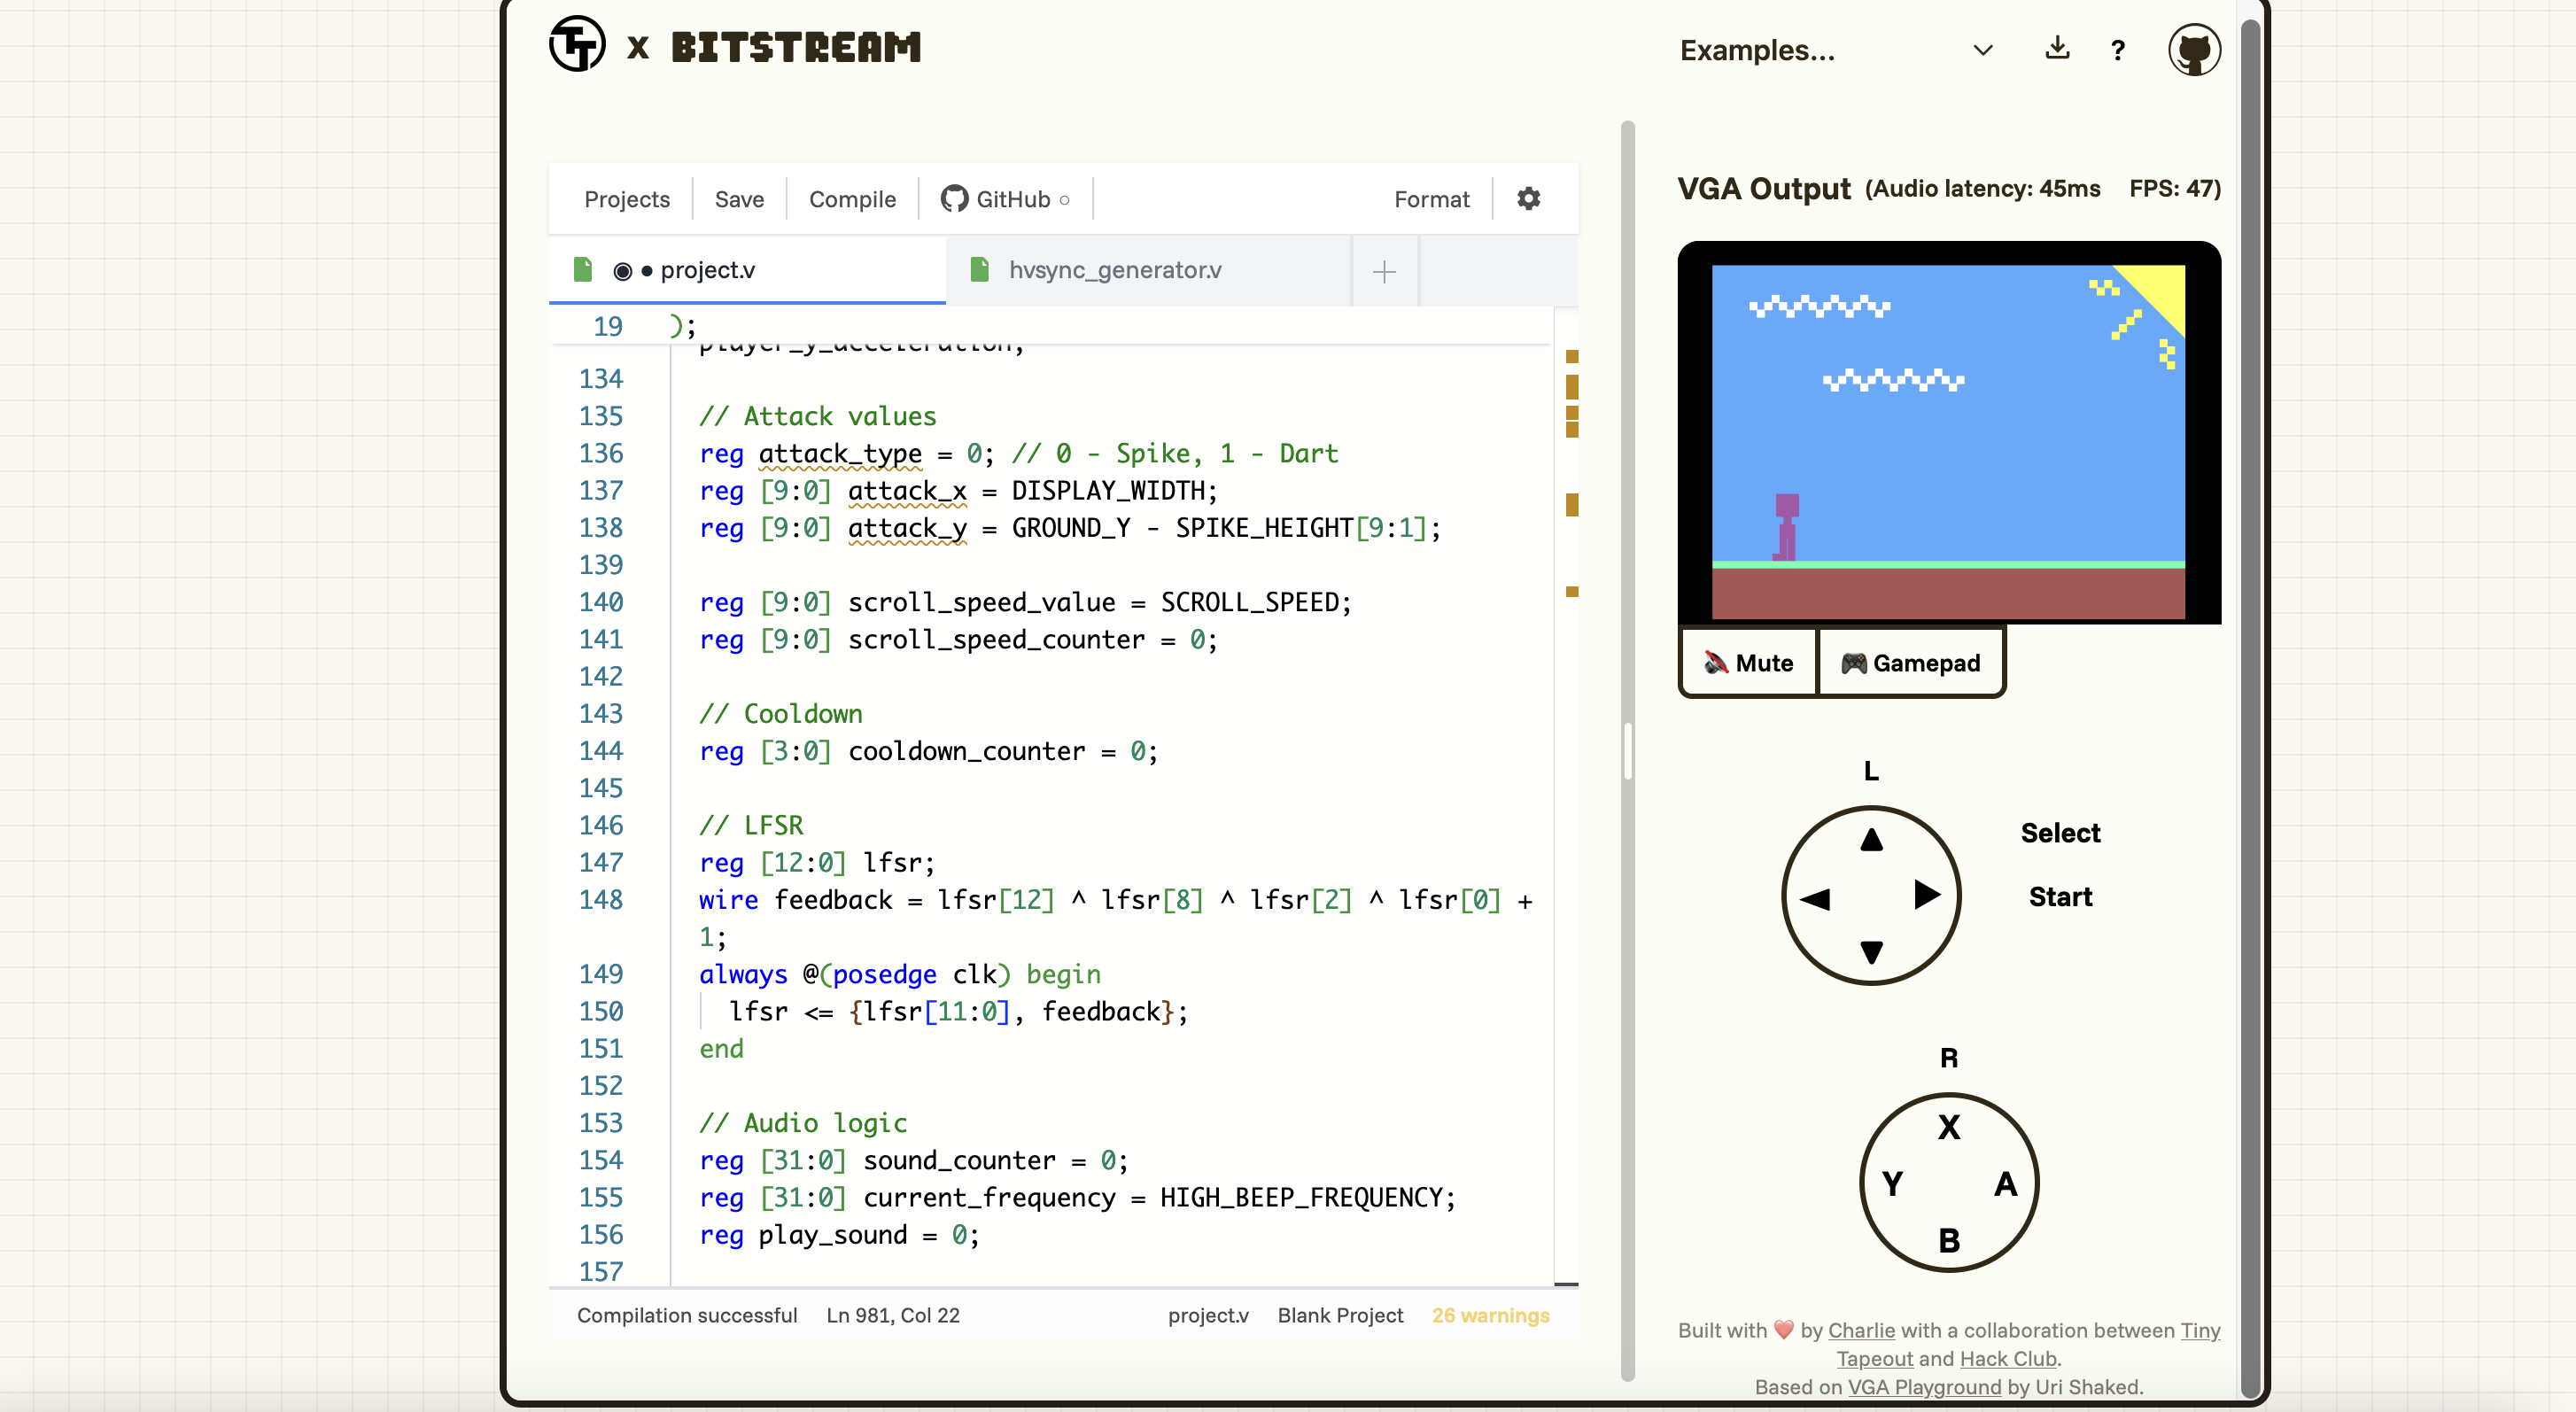 TT x BITSTREAM
Examples...
?
Projects
Save
Compile
GitHub
Format
project.v
hvsync_generator.v
19 );
player_y_acceleration;
134
135 // Attack values
136 reg attack_type = 0; // 0 - Spike, 1 - Dart
137 reg [9:0] attack_x = DISPLAY_WIDTH;
138 reg [9:0] attack_y = GROUND_Y - SPIKE_HEIGHT[9:1];
139
140 reg [9:0] scroll_speed_value = SCROLL_SPEED;
141 reg [9:0] scroll_speed_counter = 0;
142
143 // Cooldown
144 reg [3:0] cooldown_counter = 0;
145
146 // LFSR
147 reg [12:0] lfsr;
148 wire feedback = lfsr[12] ^ lfsr[8] ^ lfsr[2] ^ lfsr[0] +
1;
149 always @(posedge clk) begin
150 lfsr <= {lfsr[11:0], feedback};
151 end
152
153 // Audio logic
154 reg [31:0] sound_counter = 0;
155 reg [31:0] current_frequency = HIGH_BEEP_FREQUENCY;
156 reg play_sound = 0;
157
Compilation successful
Ln 981, Col 22
project.v
Blank Project
26 warnings
VGA Output (Audio latency: 45ms FPS: 47)
Mute
Gamepad
L
Select
Start
R
X
Y A
B
Built with ❤️ by Charlie with a collaboration between Tiny
Tapeout and Hack Club.
Based on VGA Playground by Uri Shaked.